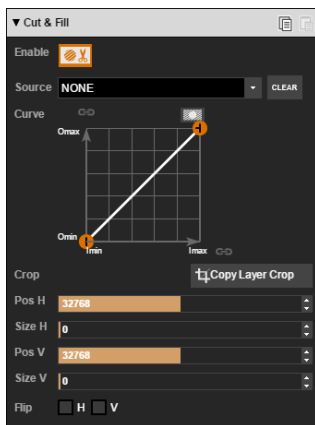 Cut & Fill
Enable
Source NONE CLEAR
Curve
Omax
Omin
Imin Imax
Crop Copy Layer Crop
Pos H 32768
Size H 0
Pos V 32768
Size V 0
Flip H V